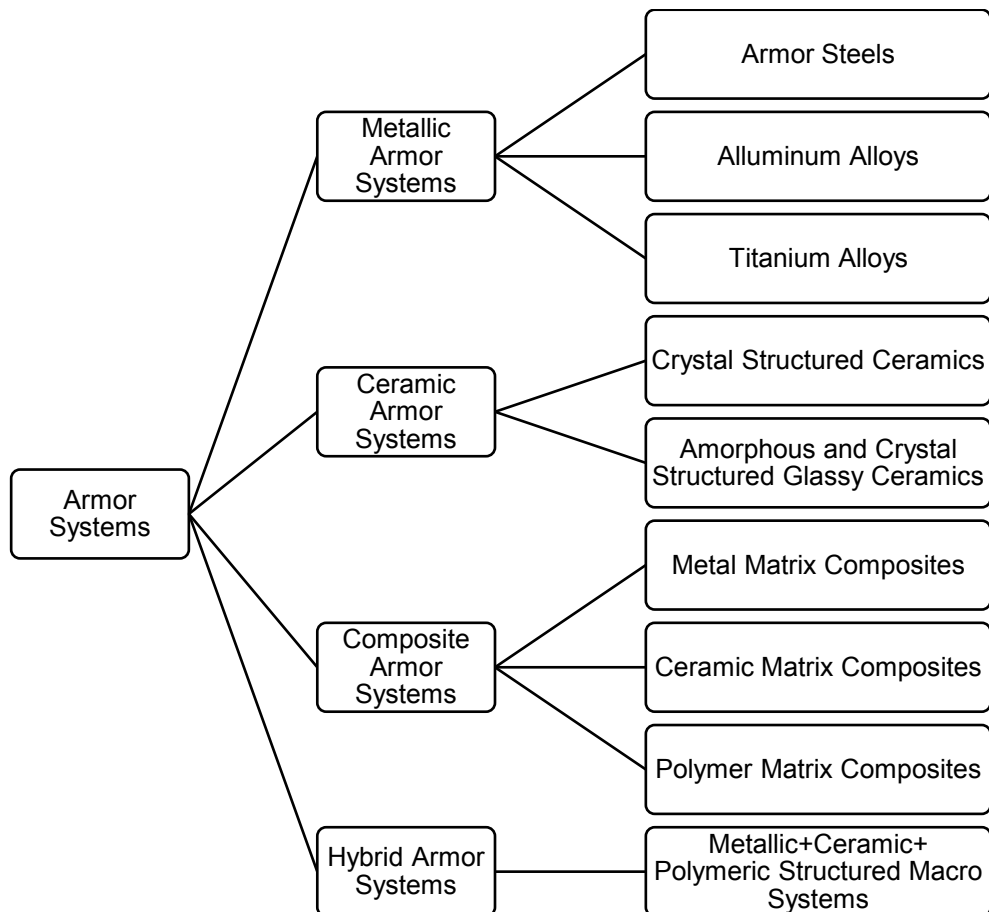 Armor
Systems
Metallic
Armor
Systems
Armor Steels
Alluminum Alloys
Titanium Alloys
Ceramic
Armor
Systems
Crystal Structured Ceramics
Amorphous and Crystal
Structured Glassy Ceramics
Composite
Armor
Systems
Metal Matrix Composites
Ceramic Matrix Composites
Polymer Matrix Composites
Hybrid Armor
Systems
Metallic+Ceramic+
Polymeric Structured Macro
Systems